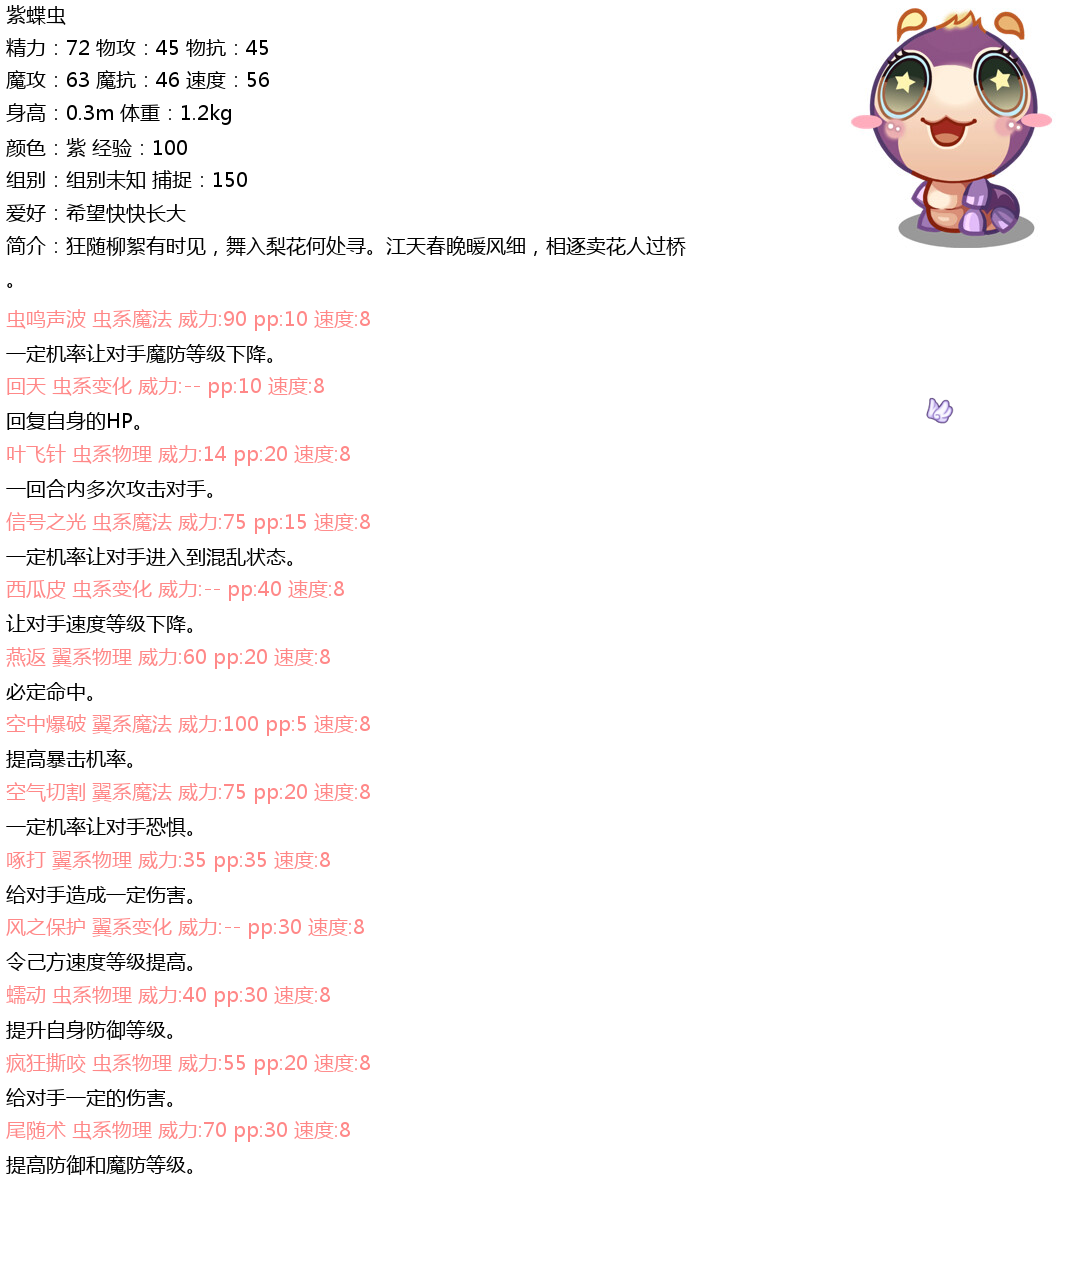 紫蝶虫
精力：72 物攻：45 物抗：45
魔攻：63 魔抗：46 速度：56
身高：0.3m 体重：1.2kg
颜色：紫 经验：100
组别：组别未知 捕捉：150
爱好：希望快快长大
简介：狂随柳絮有时见，舞入梨花何处寻。江天春晚暖风细，相逐卖花人过桥
。
虫鸣声波 虫系魔法 威力:90 pp:10 速度:8
一定机率让对手魔防等级下降。
回天 虫系变化 威力:-- pp:10 速度:8
回复自身的HP。
叶飞针 虫系物理 威力:14 pp:20 速度:8
一回合内多次攻击对手。
信号之光 虫系魔法 威力:75 pp:15 速度:8
一定机率让对手进入到混乱状态。
西瓜皮 虫系变化 威力:-- pp:40 速度:8
让对手速度等级下降。
燕返 翼系物理 威力:60 pp:20 速度:8
必定命中。
空中爆破 翼系魔法 威力:100 pp:5 速度:8
提高暴击机率。
空气切割 翼系魔法 威力:75 pp:20 速度:8
一定机率让对手恐惧。
啄打 翼系物理 威力:35 pp:35 速度:8
给对手造成一定伤害。
风之保护 翼系变化 威力:-- pp:30 速度:8
令己方速度等级提高。
蠕动 虫系物理 威力:40 pp:30 速度:8
提升自身防御等级。
疯狂撕咬 虫系物理 威力:55 pp:20 速度:8
给对手一定的伤害。
尾随术 虫系物理 威力:70 pp:30 速度:8
提高防御和魔防等级。